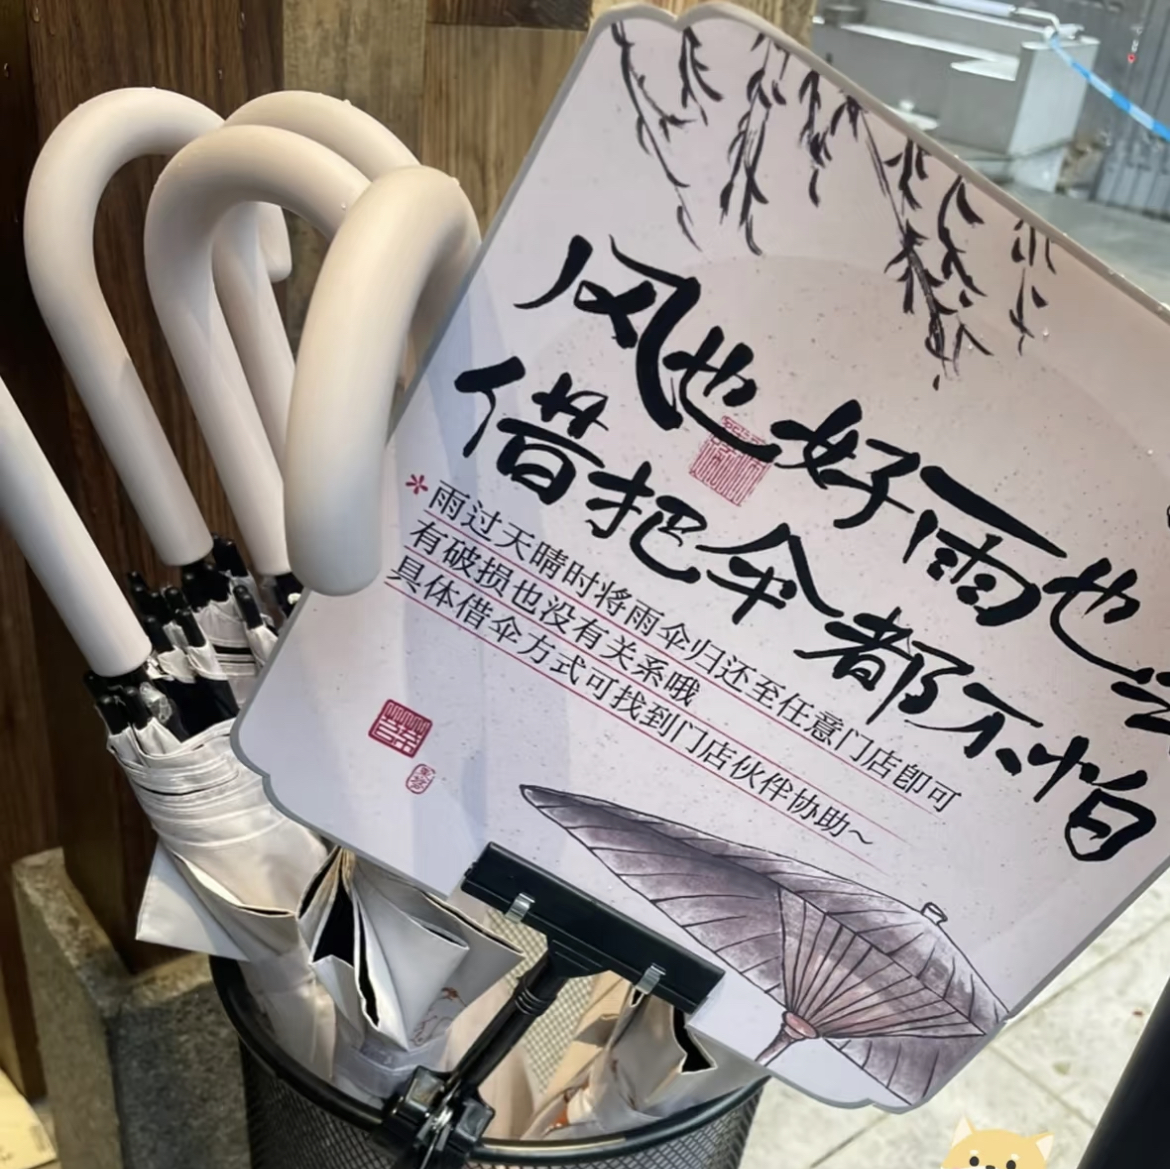 风也好雨也
借把伞都不怕
*雨过天晴时将雨伞归还至任意门店即可
有破损也没有关系哦
具体借伞方式可找到门店伙伴协助~